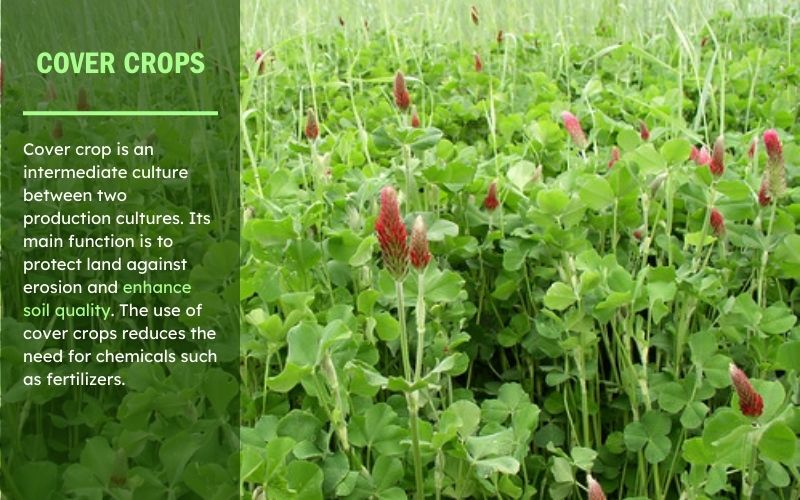 COVER CROPS
Cover crop is an
intermediate culture
between two
production cultures. Its
main function is to
protect land against
erosion and enhance
soil quality. The use of
cover crops reduces the
need for chemicals such
as fertilizers.